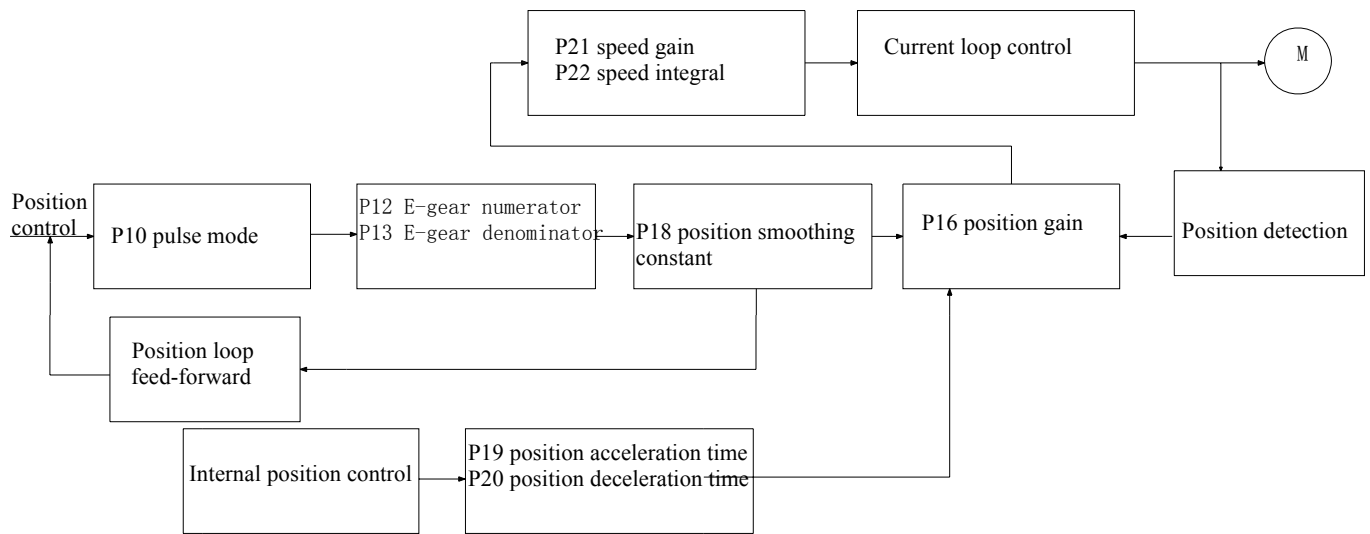 P21 speed gain
P22 speed integral
Current loop control
M
Position
control
P10 pulse mode
P12 E-gear numerator
P13 E-gear denominator
P18 position smoothing
constant
P16 position gain
Position detection
Position loop
feed-forward
Internal position control
P19 position acceleration time
P20 position deceleration time